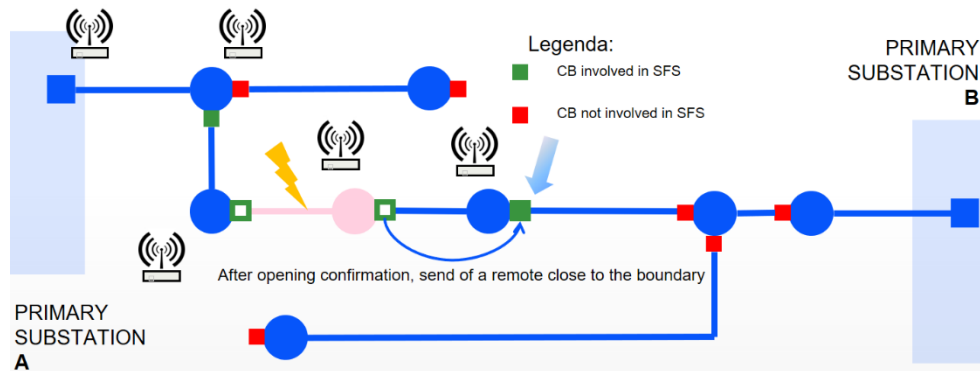 Legenda:
CB involved in SFS
CB not involved in SFS
PRIMARY
SUBSTATION
B
After opening confirmation, send of a remote close to the boundary
PRIMARY
SUBSTATION
A